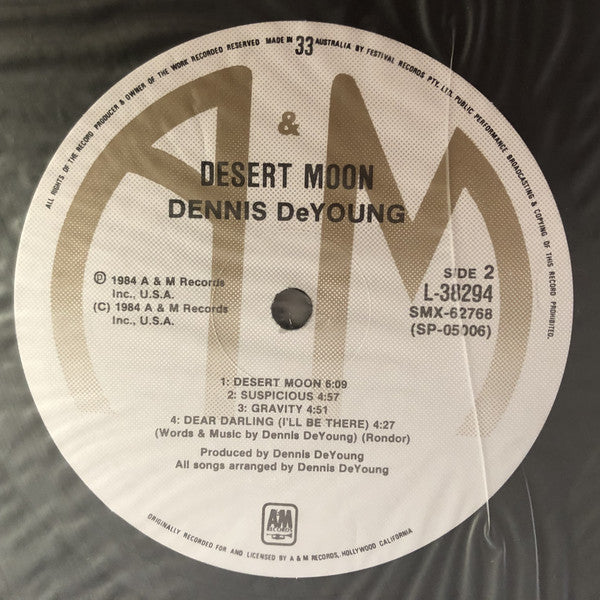 ALL RIGHTS OF THE RECORD PRODUCER & OWNER OF THE WORK RECORDED RESERVED MADE IN 33 AUSTRALIA BY FESTIVAL RECORDS PTY. LTD. PUBLIC PERFORMANCE BROADCASTING & COPYING OF THIS RECORD PROHIBITED.
A & M
DESERT MOON
DENNIS DeYOUNG
Ⓟ 1984 A & M Records
Inc., U.S.A.
(C) 1984 A & M Records
Inc., U.S.A.
SIDE 2
L-38294
SMX-62768
(SP-05006)
1: DESERT MOON 6:09
2: SUSPICIOUS 4:57
3: GRAVITY 4:51
4: DEAR DARLING (I'LL BE THERE) 4:27
(Words & Music by Dennis DeYoung) (Rondor)
Produced by Dennis DeYoung
All songs arranged by Dennis DeYoung
A&M
RECORDS
ORIGINALLY RECORDED FOR AND LICENSED BY A & M RECORDS, HOLLYWOOD CALIFORNIA